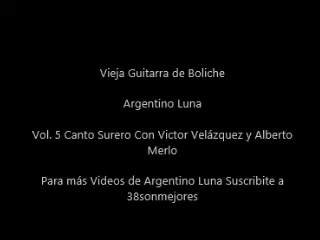 Vieja Guitarra de Boliche
Argentino Luna
Vol. 5 Canto Surero Con Victor Velázquez y Alberto
Merlo
Para más Videos de Argentino Luna Suscribite a
38sonmejores